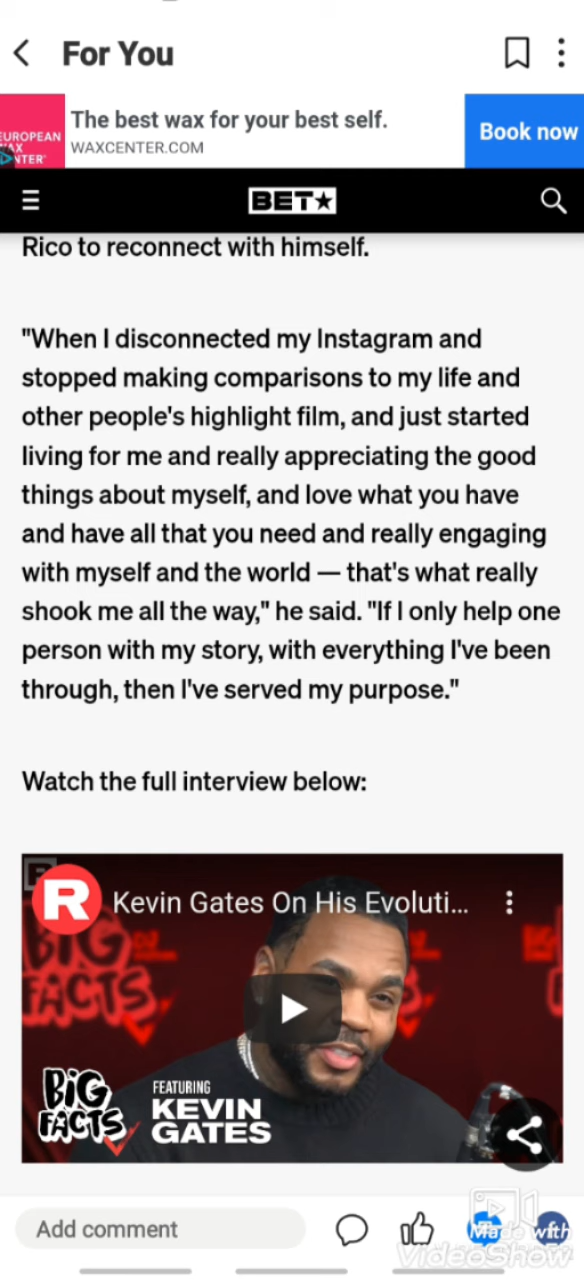 For You
The best wax for your best self.
WAXCENTER.COM
Book now
EUROPEAN
WAX
BET
Rico to reconnect with himself.
"When I disconnected my Instagram and
stopped making comparisons to my life and
other people's highlight film, and just started
living for me and really appreciating the good
things about myself, and love what you have
and have all that you need and really engaging
with myself and the world — that's what really
shook me all the way," he said. "If I only help one
person with my story, with everything I've been
through, then I've served my purpose."
Watch the full interview below:
R
Kevin Gates On His Evoluti...
BIG
FACTS
BIG
FACTS
FEATURING
KEVIN
GATES
Add comment
Made with
VideoShow